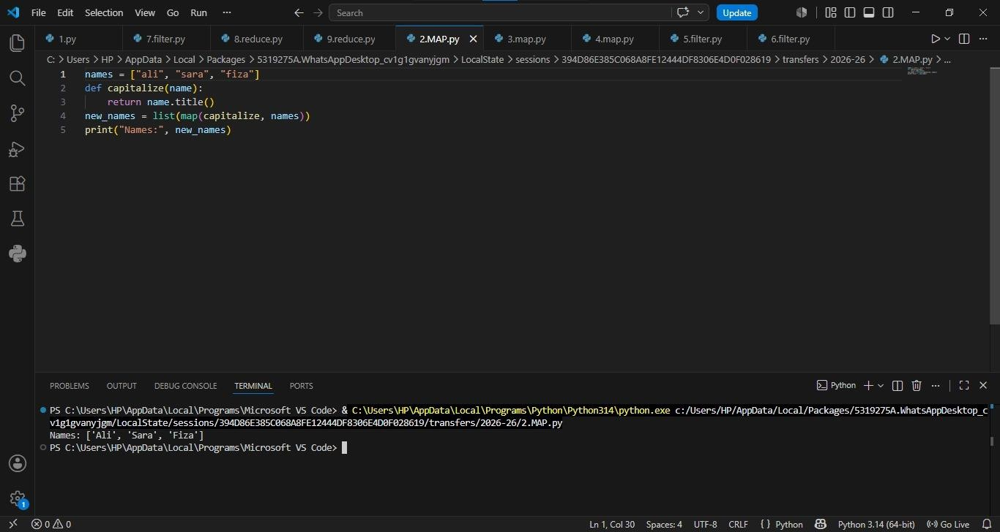 File Edit Selection View Go Run ··· Search Update
1.py 7.filter.py 8.reduce.py 9.reduce.py 2.MAP.py 3.map.py 4.map.py 5.filter.py 6.filter.py
C: > Users > HP > AppData > Local > Packages > 5319275A.WhatsAppDesktop_cv1g1gvanyjgm > LocalState > sessions > 394D86E385C068A8FE12444DF8306E4D0F028619 > transfers > 2026-26 > 2.MAP.py > ...
1 names = ["ali", "sara", "fiza"]
2 def capitalize(name):
3     return name.title()
4 new_names = list(map(capitalize, names))
5 print("Names:", new_names)
PROBLEMS OUTPUT DEBUG CONSOLE TERMINAL PORTS Python
PS C:\Users\HP\AppData\Local\Programs\Microsoft VS Code> & C:\Users\HP\AppData\Local\Programs\Python\Python314\python.exe c:/Users/HP/AppData/Local/Packages/5319275A.WhatsAppDesktop_c
v1g1gvanyjgm/LocalState/sessions/394D86E385C068A8FE12444DF8306E4D0F028619/transfers/2026-26/2.MAP.py
Names: ['Ali', 'Sara', 'Fiza']
PS C:\Users\HP\AppData\Local\Programs\Microsoft VS Code>
1
0 0 Ln 1, Col 30 Spaces: 4 UTF-8 CRLF { } Python Python 3.14 (64-bit) Go Live